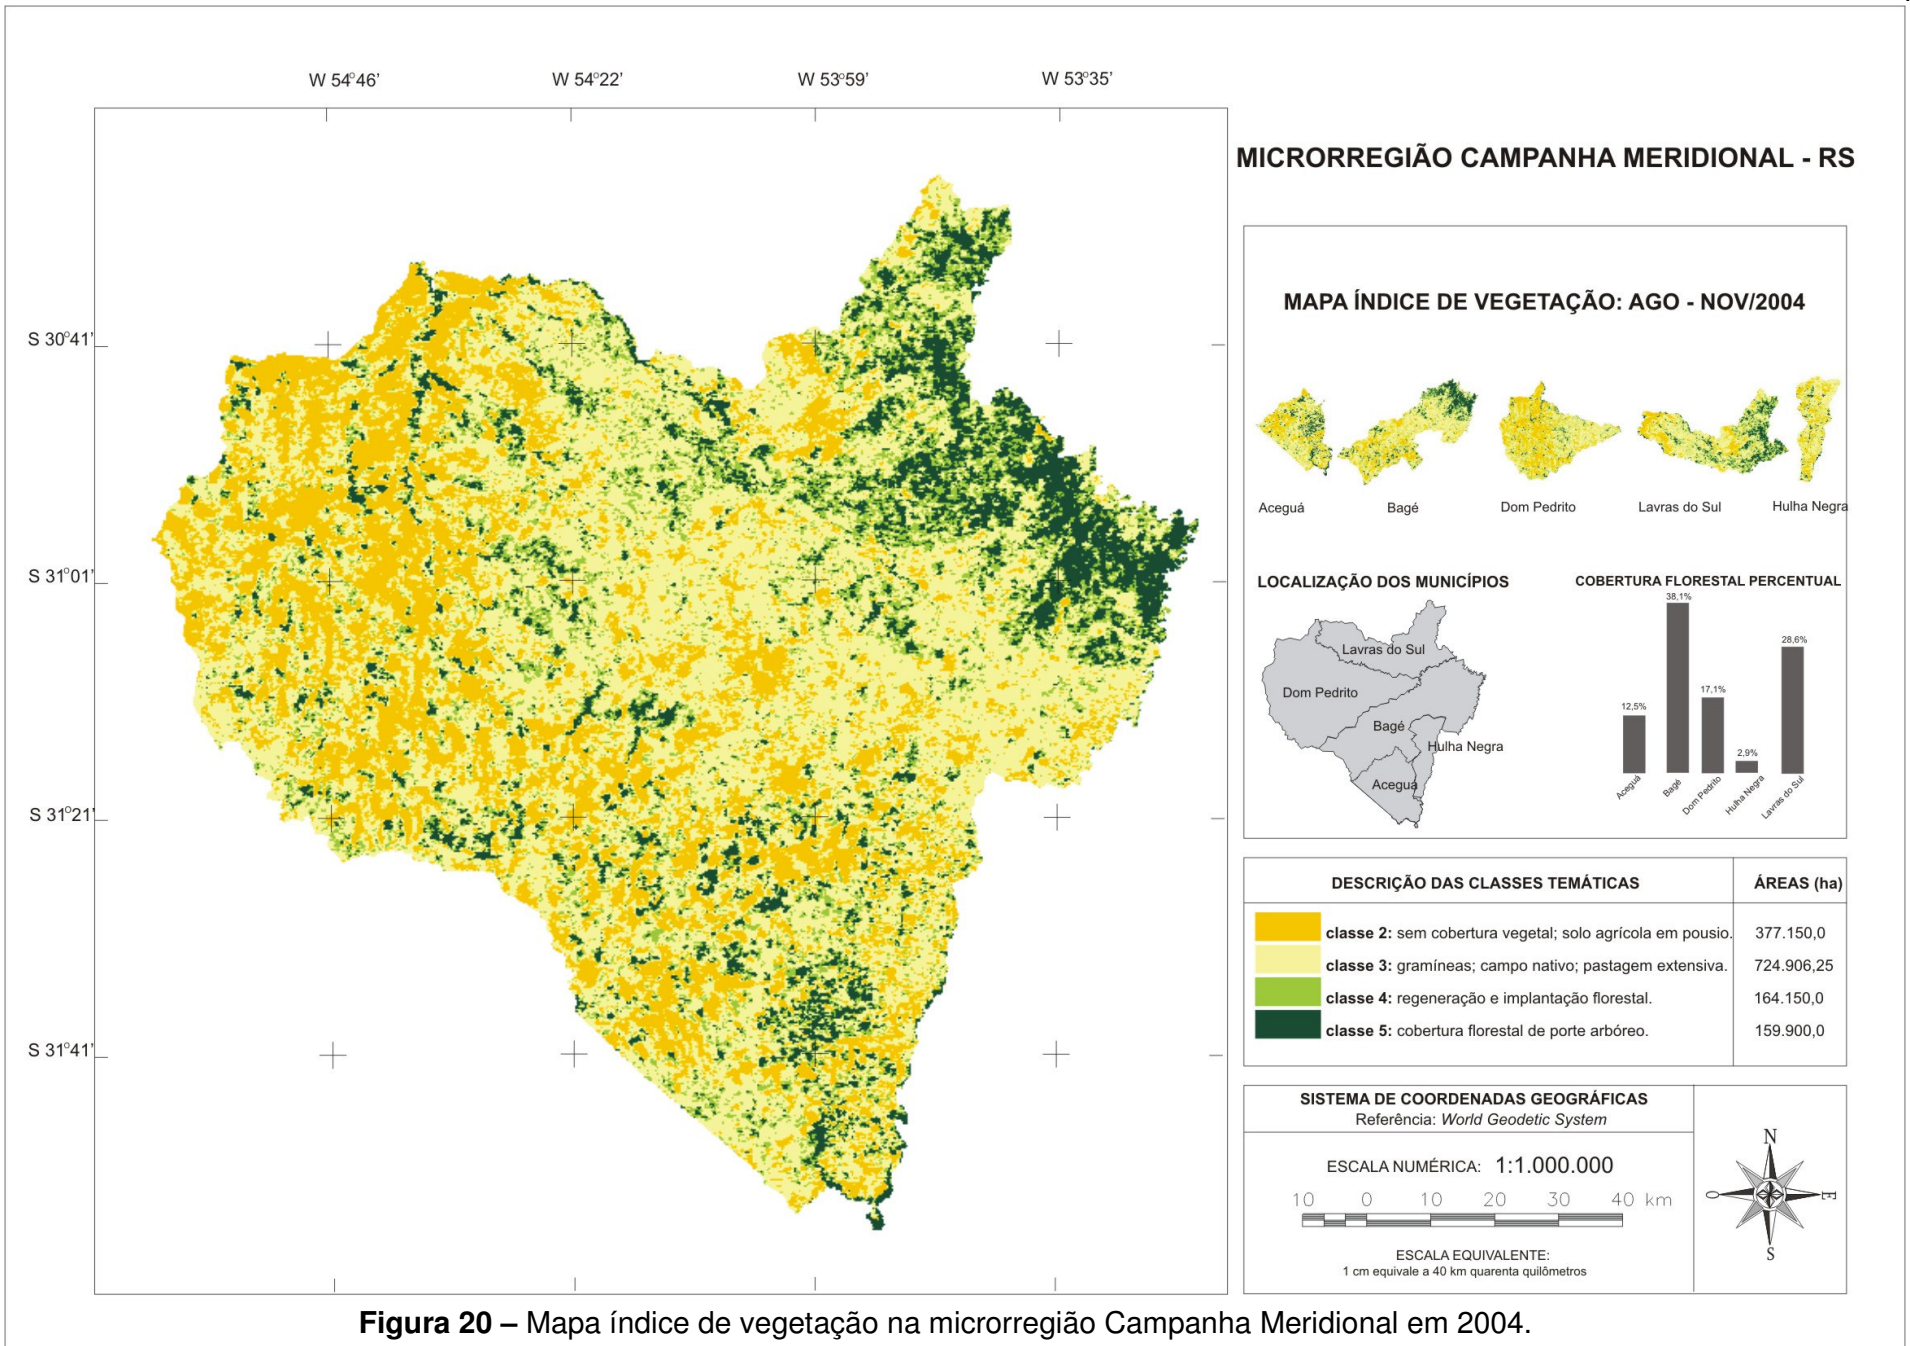 W 54°46'
W 54°22'
W 53°59'
W 53°35'
S 30°41'
S 31°01'
S 31°21'
S 31°41'
MICRORREGIÃO CAMPANHA MERIDIONAL - RS
MAPA ÍNDICE DE VEGETAÇÃO: AGO - NOV/2004
Aceguá
Bagé
Dom Pedrito
Lavras do Sul
Hulha Negra
LOCALIZAÇÃO DOS MUNICÍPIOS
Lavras do Sul
Dom Pedrito
Bagé
Hulha Negra
Aceguá
COBERTURA FLORESTAL PERCENTUAL
38,1%
28,6%
17,1%
12,5%
2,9%
Aceguá
Bagé
Dom Pedrito
Hulha Negra
Lavras do Sul
DESCRIÇÃO DAS CLASSES TEMÁTICAS ÁREAS (ha)
classe 2: sem cobertura vegetal; solo agrícola em pousio. 377.150,0
classe 3: gramíneas; campo nativo; pastagem extensiva. 724.906,25
classe 4: regeneração e implantação florestal. 164.150,0
classe 5: cobertura florestal de porte arbóreo. 159.900,0
SISTEMA DE COORDENADAS GEOGRÁFICAS
Referência: World Geodetic System
ESCALA NUMÉRICA: 1:1.000.000
10 0 10 20 30 40 km
ESCALA EQUIVALENTE:
1 cm equivale a 40 km quarenta quilômetros
N
O E
S
Figura 20 – Mapa índice de vegetação na microrregião Campanha Meridional em 2004.